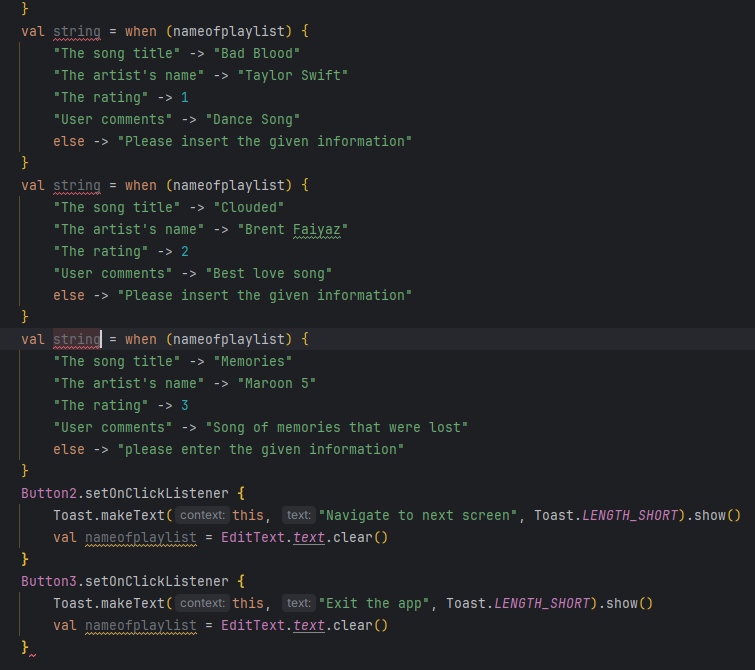 }
val string = when (nameofplaylist) {
"The song title" -> "Bad Blood"
"The artist's name" -> "Taylor Swift"
"The rating" -> 1
"User comments" -> "Dance Song"
else -> "Please insert the given information"
}
val string = when (nameofplaylist) {
"The song title" -> "Clouded"
"The artist's name" -> "Brent Faiyaz"
"The rating" -> 2
"User comments" -> "Best love song"
else -> "Please insert the given information"
}
val string = when (nameofplaylist) {
"The song title" -> "Memories"
"The artist's name" -> "Maroon 5"
"The rating" -> 3
"User comments" -> "Song of memories that were lost"
else -> "please enter the given information"
}
Button2.setOnClickListener {
Toast.makeText( context: this, text: "Navigate to next screen", Toast.LENGTH_SHORT).show()
val nameofplaylist = EditText.text.clear()
}
Button3.setOnClickListener {
Toast.makeText( context: this, text: "Exit the app", Toast.LENGTH_SHORT).show()
val nameofplaylist = EditText.text.clear()
}